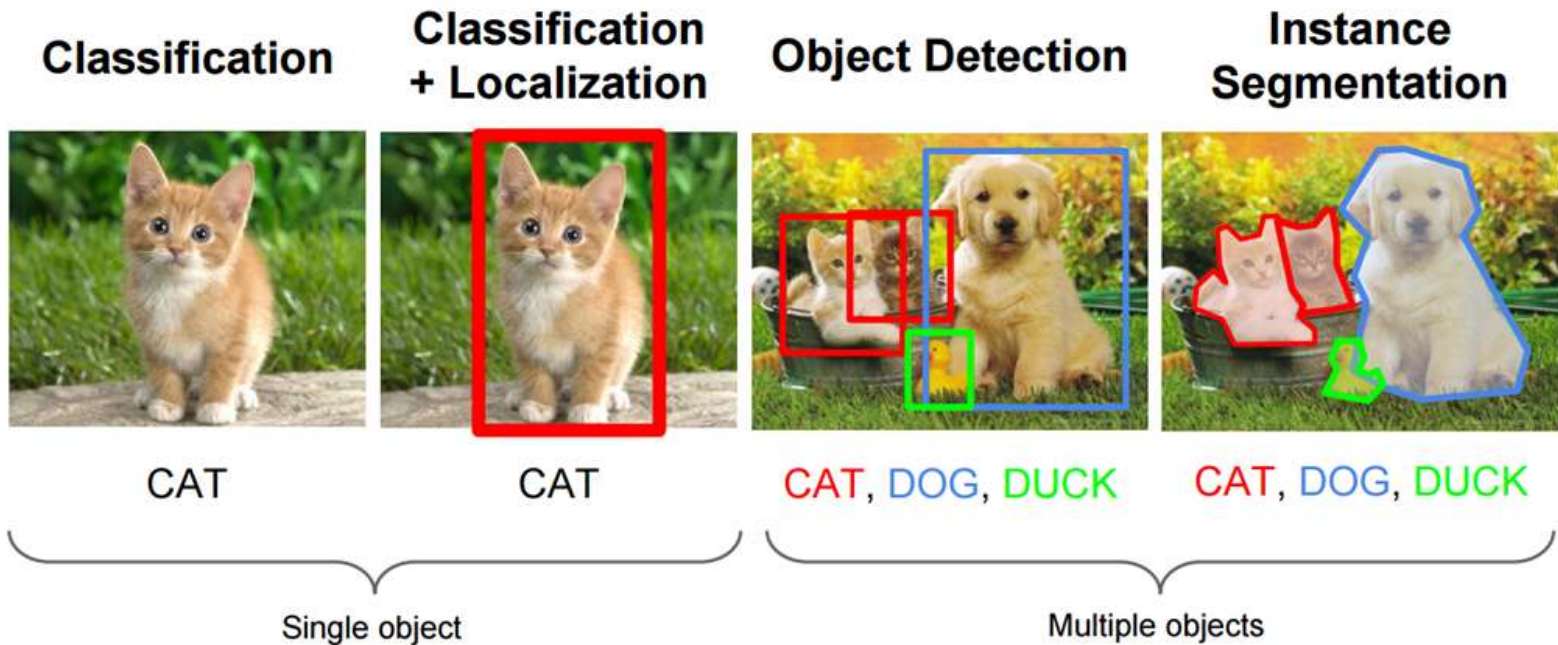 Classification
Classification
+ Localization
Object Detection
Instance
Segmentation
CAT
CAT
CAT, DOG, DUCK
CAT, DOG, DUCK
Single object
Multiple objects